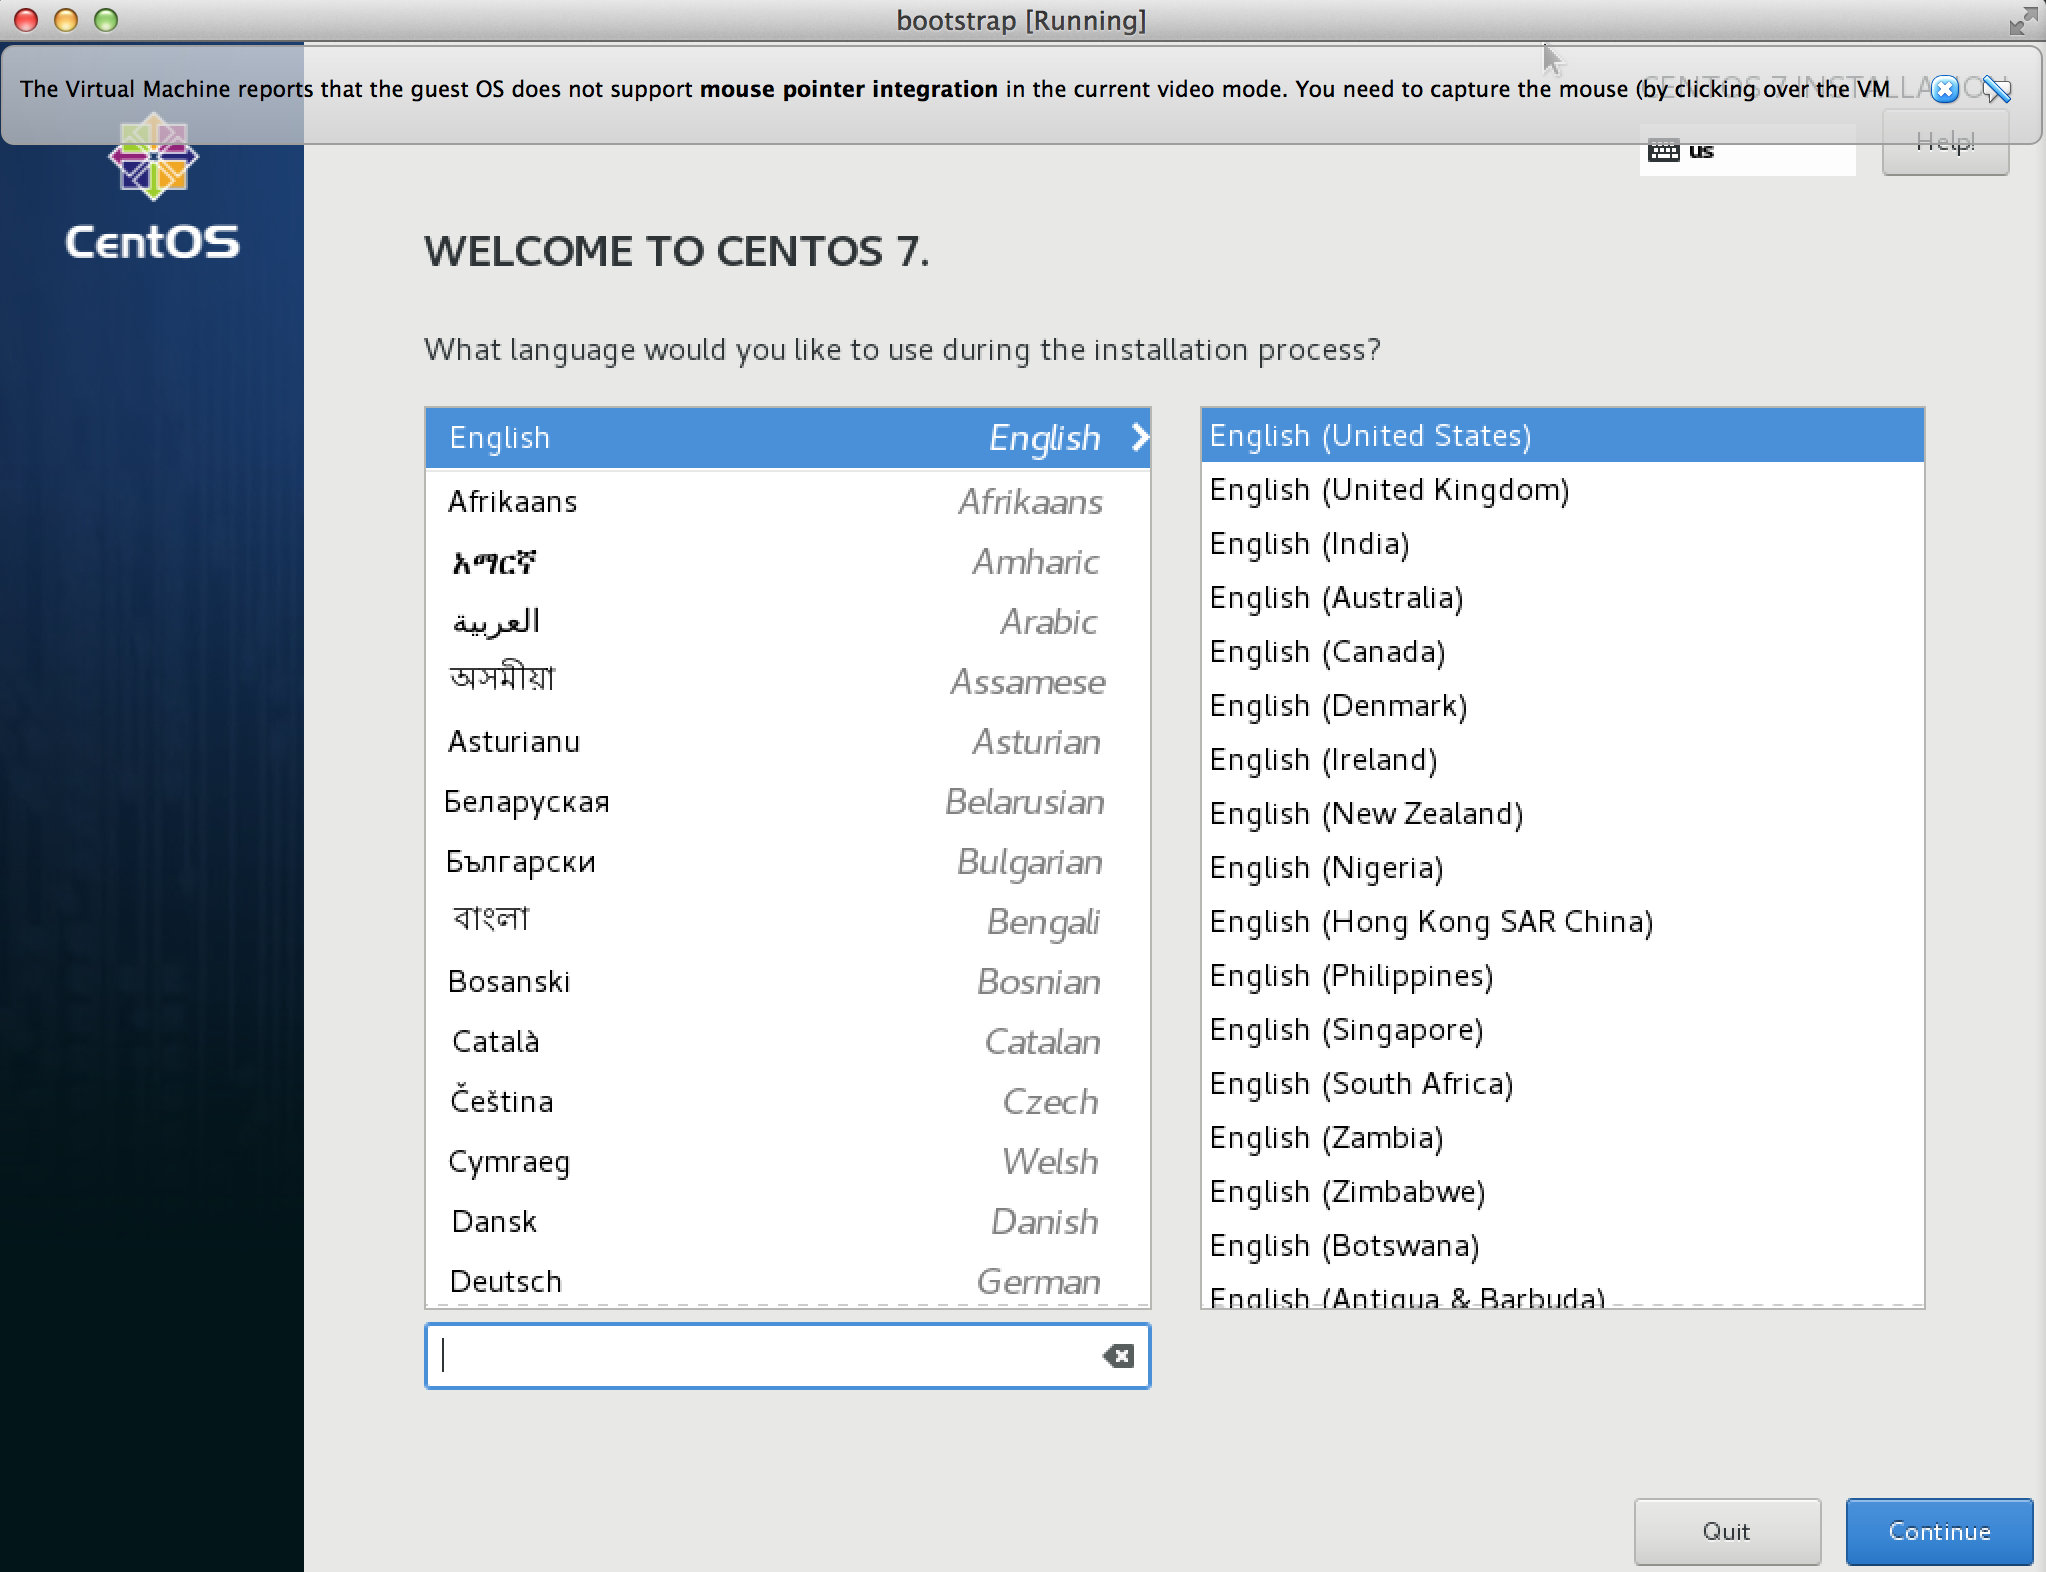 bootstrap [Running]
The Virtual Machine reports that the guest OS does not support mouse pointer integration in the current video mode. You need to capture the mouse (by clicking over the VM
CENTOS 7 INSTALLATION
us
Help!
CentOS
WELCOME TO CENTOS 7.
What language would you like to use during the installation process?
English English
Afrikaans Afrikaans
አማርኛ Amharic
العربية Arabic
অসমীয়া Assamese
Asturianu Asturian
Беларуская Belarusian
Български Bulgarian
বাংলা Bengali
Bosanski Bosnian
Català Catalan
Čeština Czech
Cymraeg Welsh
Dansk Danish
Deutsch German
English (United States)
English (United Kingdom)
English (India)
English (Australia)
English (Canada)
English (Denmark)
English (Ireland)
English (New Zealand)
English (Nigeria)
English (Hong Kong SAR China)
English (Philippines)
English (Singapore)
English (South Africa)
English (Zambia)
English (Zimbabwe)
English (Botswana)
English (Antigua & Barbuda)
Quit
Continue